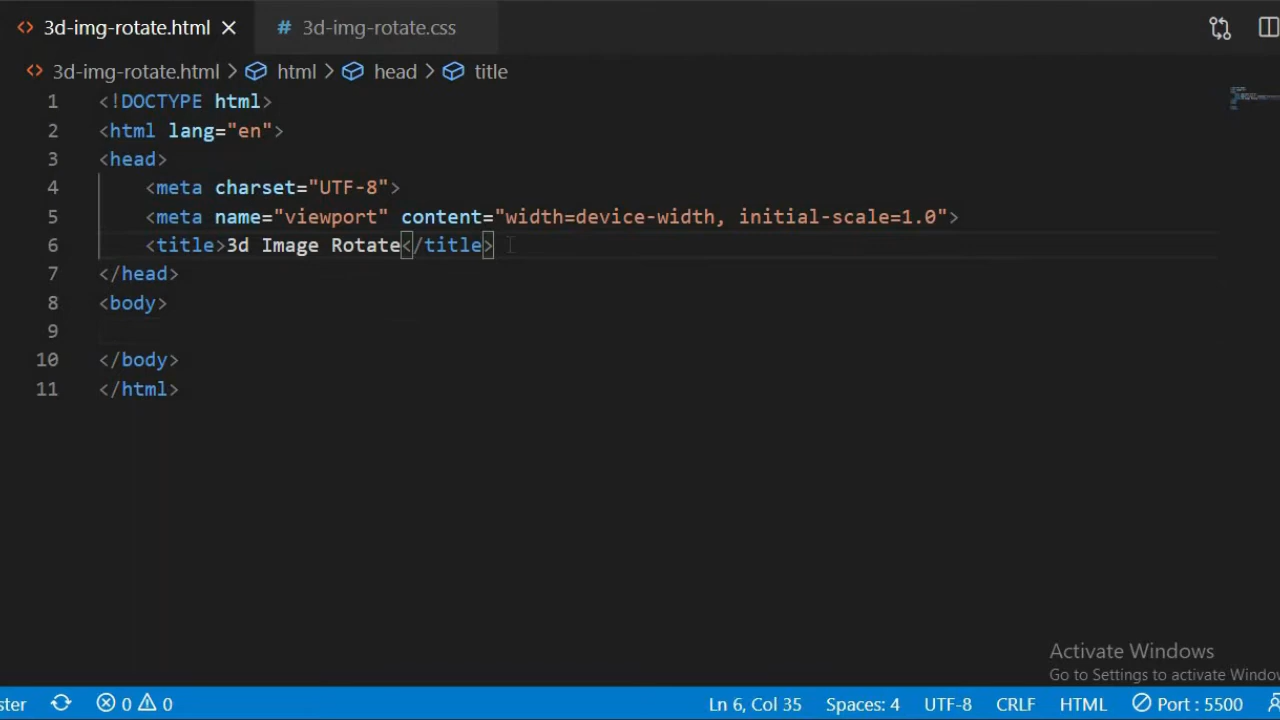 3d-img-rotate.html
# 3d-img-rotate.css
3d-img-rotate.html > html > head > title
1 <!DOCTYPE html>
2 <html lang="en">
3 <head>
4 <meta charset="UTF-8">
5 <meta name="viewport" content="width=device-width, initial-scale=1.0">
6 <title>3d Image Rotate</title>
7 </head>
8 <body>
9
10 </body>
11 </html>
Activate Windows
Go to Settings to activate Windo
ster 0 0 Ln 6, Col 35 Spaces: 4 UTF-8 CRLF HTML Port : 5500